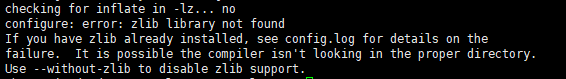 checking for inflate in -lz... no
configure: error: zlib library not found
If you have zlib already installed, see config.log for details on the
failure.  It is possible the compiler isn't looking in the proper directory.
Use --without-zlib to disable zlib support.